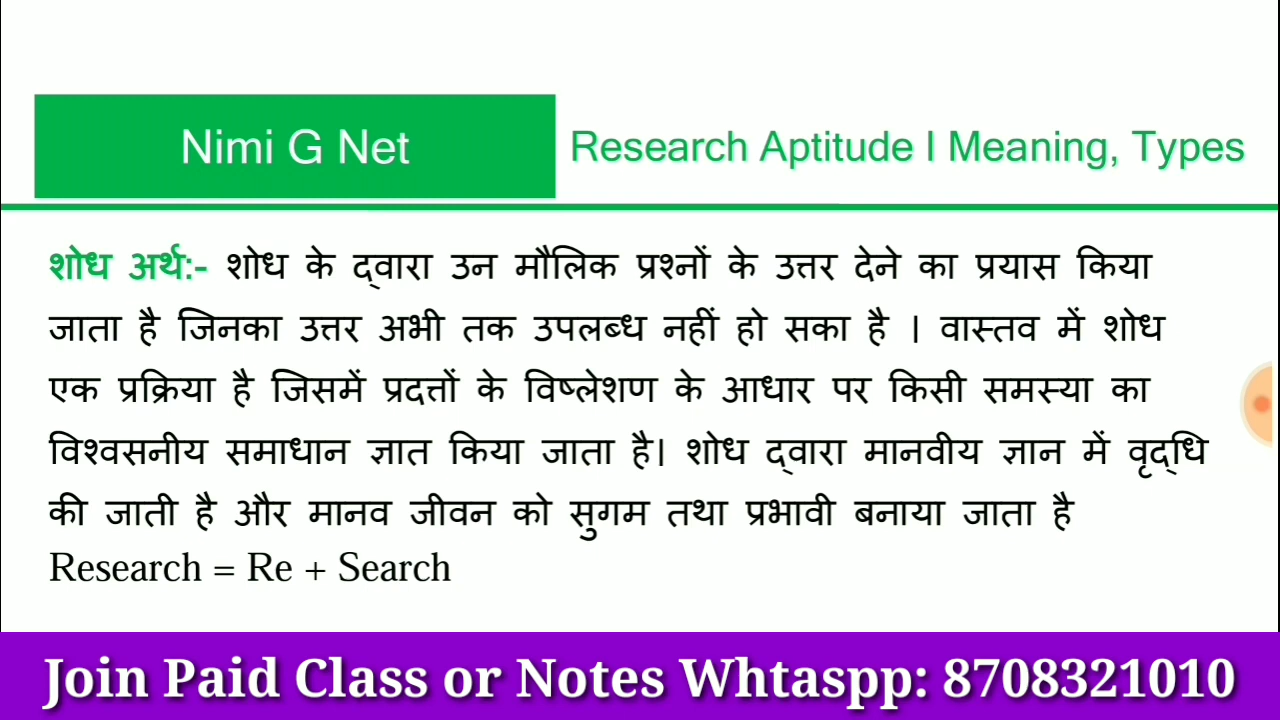 Nimi G Net
Research Aptitude I Meaning, Types
शोध अर्थ:- शोध के द्वारा उन मौलिक प्रश्नों के उत्तर देने का प्रयास किया
जाता है जिनका उत्तर अभी तक उपलब्ध नहीं हो सका है । वास्तव में शोध
एक प्रक्रिया है जिसमें प्रदत्तों के विष्लेशण के आधार पर किसी समस्या का
विश्वसनीय समाधान ज्ञात किया जाता है। शोध द्वारा मानवीय ज्ञान में वृद्धि
की जाती है और मानव जीवन को सुगम तथा प्रभावी बनाया जाता है
Research = Re + Search
Join Paid Class or Notes Whtaspp: 8708321010